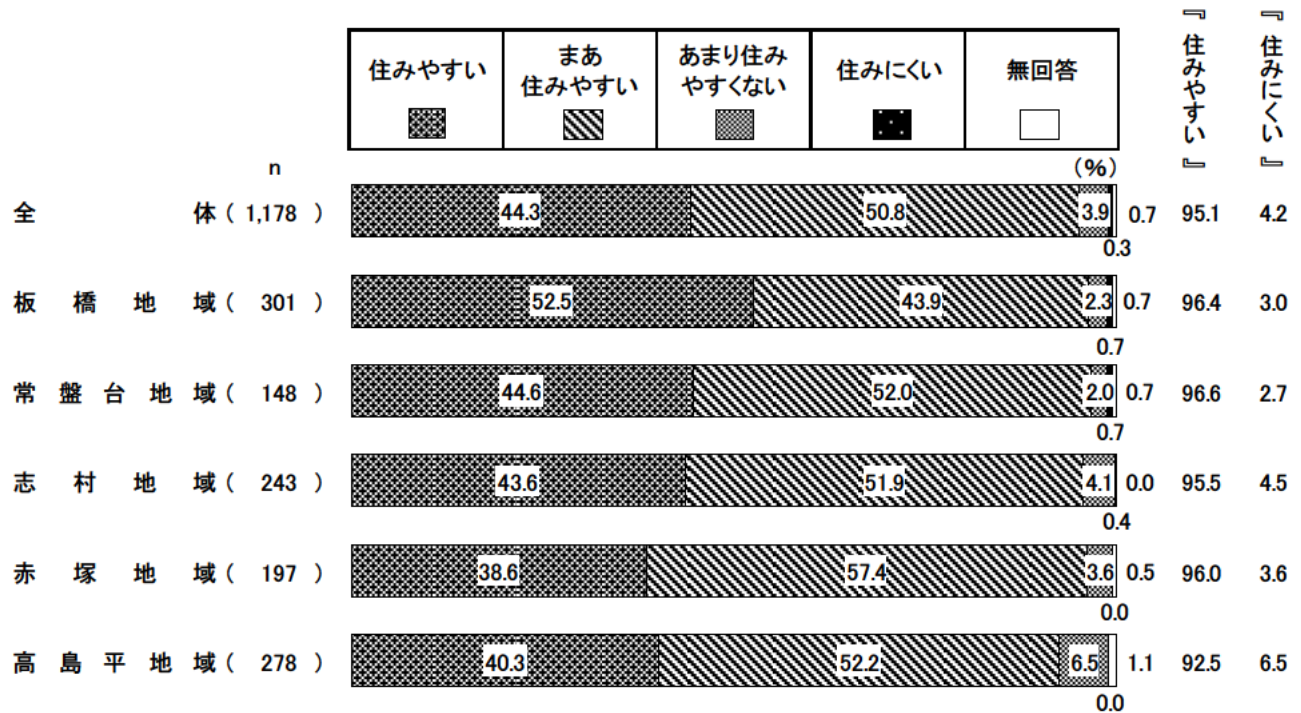 『住みやすい』
『住みにくい』
住みやすい
まあ
住みやすい
あまり住み
やすくない
住みにくい
無回答
n
(%)
全体( 1,178 ) 44.3 50.8 3.9 0.7 95.1 4.2
0.3
板橋地域( 301 ) 52.5 43.9 2.3 0.7 96.4 3.0
0.7
常盤台地域( 148 ) 44.6 52.0 2.0 0.7 96.6 2.7
0.7
志村地域( 243 ) 43.6 51.9 4.1 0.0 95.5 4.5
0.4
赤塚地域( 197 ) 38.6 57.4 3.6 0.5 96.0 3.6
0.0
高島平地域( 278 ) 40.3 52.2 6.5 1.1 92.5 6.5
0.0